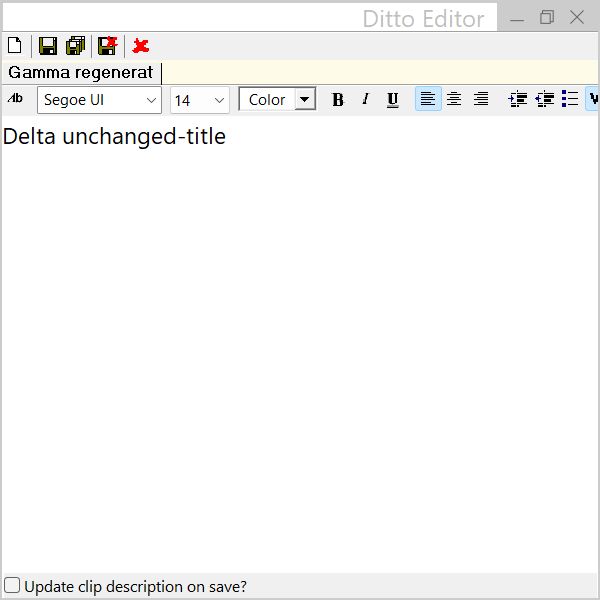 Ditto Editor
Gamma regenerat
Ab Segoe UI 14 Color B I U
Delta unchanged-title
Update clip description on save?